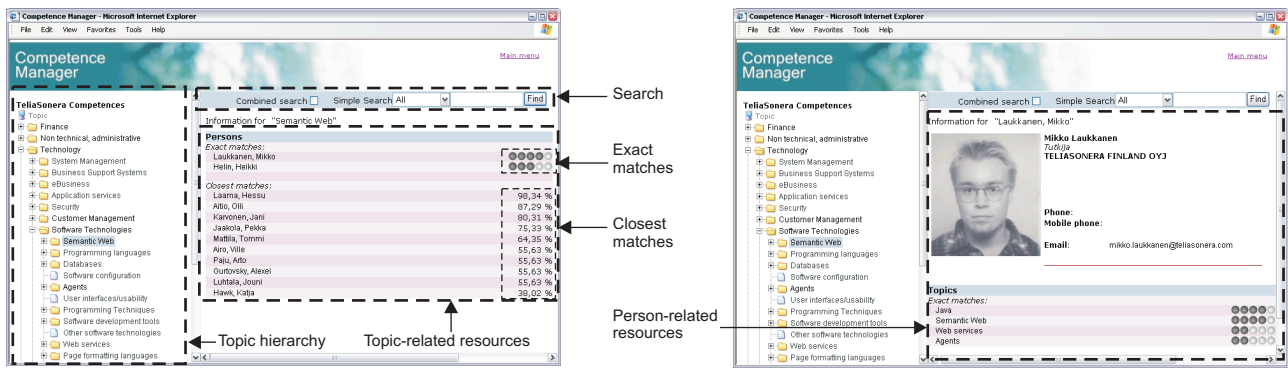 Competence Manager - Microsoft Internet Explorer
File Edit View Favorites Tools Help
Competence
Manager
Main menu
TeliaSonera Competences
Topic
Finance
Non technical, administrative
Technology
System Management
Business Support Systems
eBusiness
Application services
Security
Customer Management
Software Technologies
Semantic Web
Programming languages
Databases
Software configuration
Agents
User interfaces/usability
Programming Techniques
Software development tools
Other software technologies
Web services
Page formatting languages
Combined search Simple Search All Find
Information for "Semantic Web"
Persons
Exact matches:
Laukkanen, Mikko
Helin, Heikki
Closest matches:
Laama, Hessu 98,34 %
Aitio, Olli 87,29 %
Karvonen, Jani 80,31 %
Jaakola, Pekka 75,33 %
Mattila, Tommi 64,35 %
Airo, Ville 55,63 %
Paju, Arto 55,63 %
Gurtovsky, Alexei 55,63 %
Luhtala, Jouni 55,63 %
Hawk, Katja 38,02 %
Search
Exact
matches
Closest
matches
Topic hierarchy
Topic-related resources
Person-related
resources
Competence Manager - Microsoft Internet Explorer
File Edit View Favorites Tools Help
Competence
Manager
Main menu
TeliaSonera Competences
Topic
Finance
Non technical, administrative
Technology
System Management
Business Support Systems
eBusiness
Application services
Security
Customer Management
Software Technologies
Semantic Web
Programming languages
Databases
Software configuration
Agents
User interfaces/usability
Programming Techniques
Software development tools
Other software technologies
Web services
Page formatting languages
Combined search Simple Search All Find
Information for "Laukkanen, Mikko"
Mikko Laukkanen
Tutkija
TELIASONERA FINLAND OYJ
Phone:
Mobile phone:
Email: mikko.laukkanen@teliasonera.com
Topics
Exact matches:
Java
Semantic Web
Web services
Agents